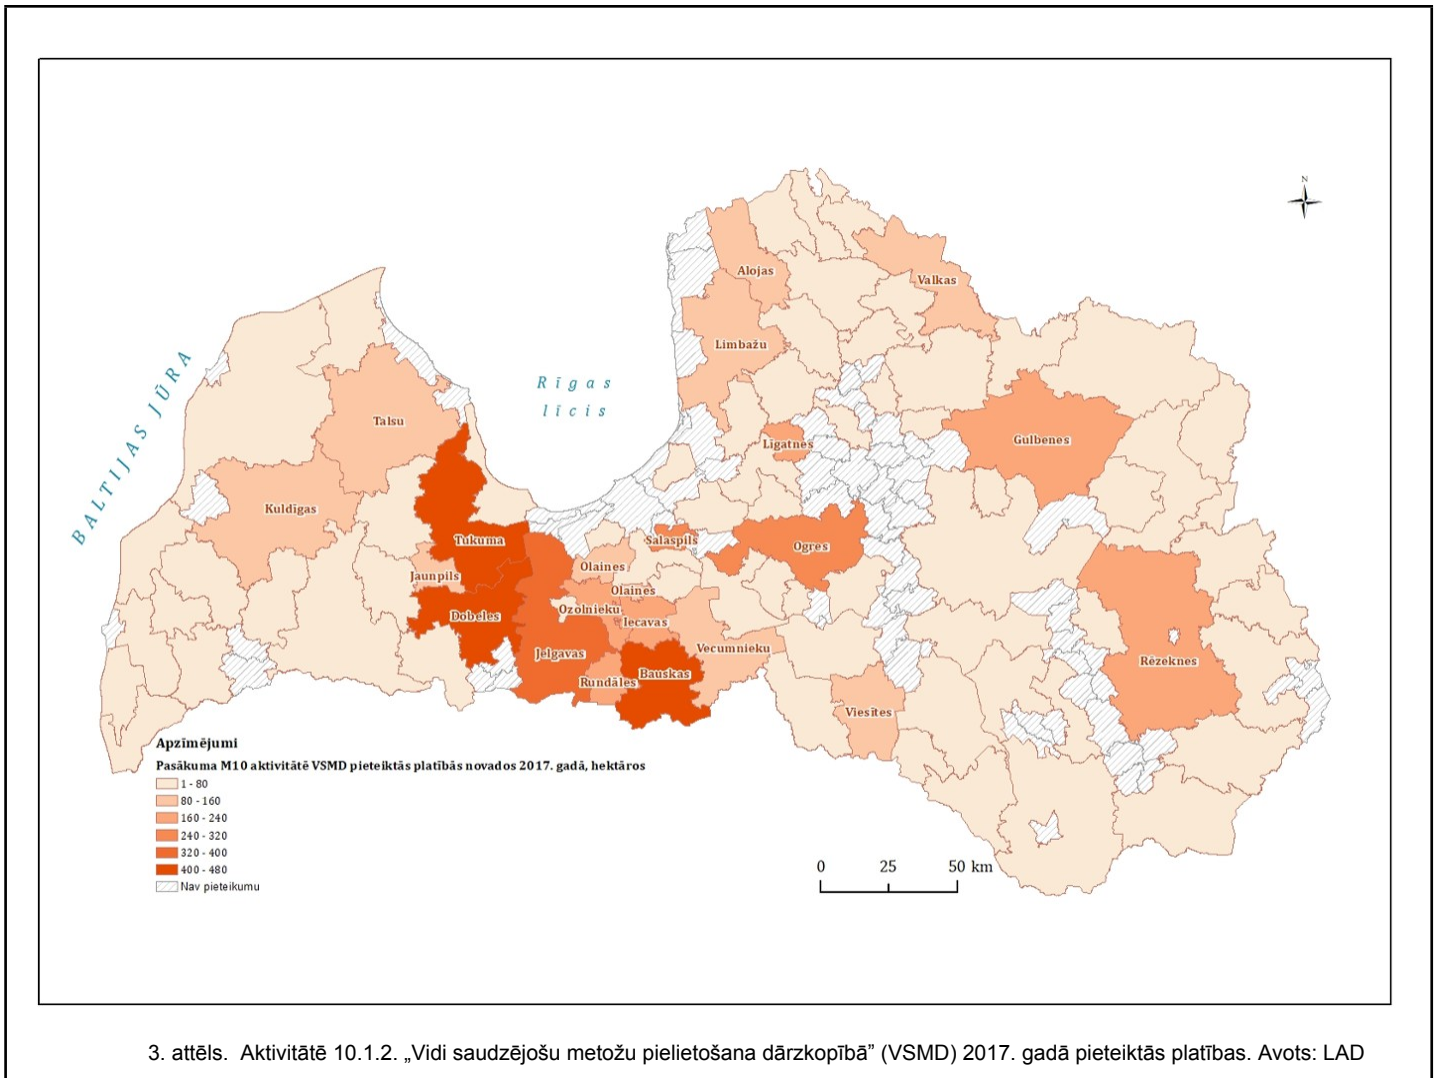 N
BALTIJAS JŪRA
Rīgas
līcis
Alojas
Valkas
Limbažu
Talsu
Līgatnes
Gulbenes
Kuldīgas
Tukuma
Salaspils
Ogres
Jaunpils
Olaines
Olaines
Dobeles
Ozolnieku
Iecavas
Jelgavas
Vecumnieku
Rundāles
Bauskas
Rēzeknes
Viesītes
Apzīmējumi
Pasākuma M10 aktivitātē VSMD pieteiktās platībās novados 2017. gadā, hektāros
1 - 80
80 - 160
160 - 240
240 - 320
320 - 400
400 - 480
Nav pieteikumu
0 25 50 km
3. attēls. Aktivitātē 10.1.2. „Vidi saudzējošu metožu pielietošana dārzkopībā” (VSMD) 2017. gadā pieteiktās platības. Avots: LAD